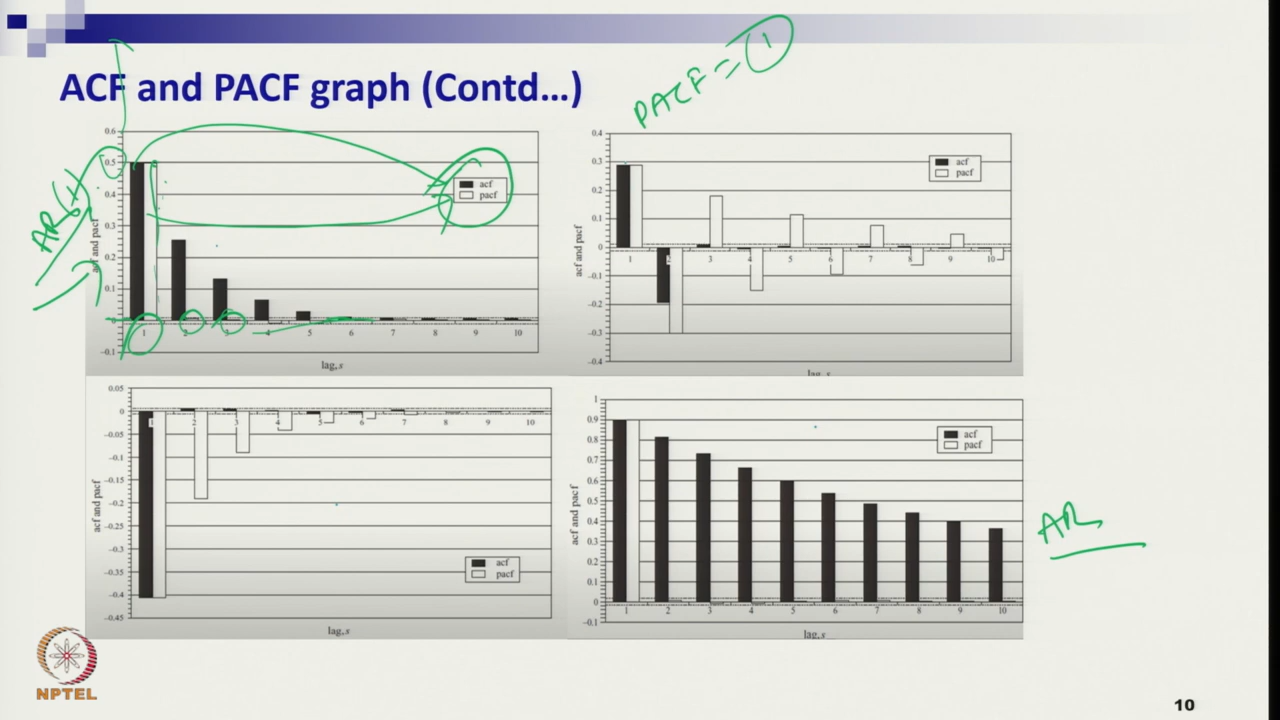 ACF and PACF graph (Contd...)
PACF = 1
AR(1)
0.6
0.5
0.4
0.3
0.2
0.1
0
-0.1
acf and pacf
acf
pacf
1 2 3 4 5 6 7 8 9 10
lag, s
0.4
0.3
0.2
0.1
0
-0.1
-0.2
-0.3
-0.4
acf and pacf
acf
pacf
1 2 3 4 5 6 7 8 9 10
lag, s
0.05
0
-0.05
-0.1
-0.15
-0.2
-0.25
-0.3
-0.35
-0.4
-0.45
acf and pacf
acf
pacf
1 2 3 4 5 6 7 8 9 10
lag, s
1
0.9
0.8
0.7
0.6
0.5
0.4
0.3
0.2
0.1
0
-0.1
acf and pacf
acf
pacf
1 2 3 4 5 6 7 8 9 10
lag, s
AR
NPTEL
10